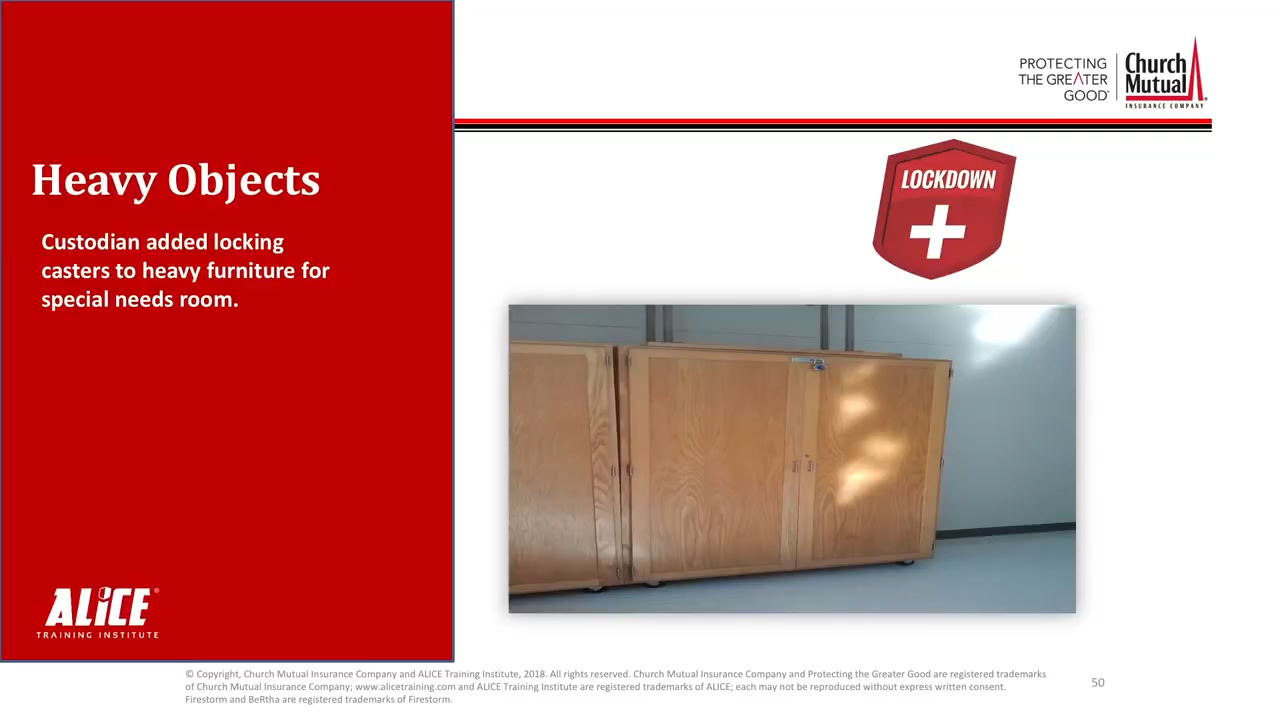 PROTECTING
THE GREATER
GOOD®
Church
Mutual®
INSURANCE COMPANY
LOCKDOWN
Heavy Objects
Custodian added locking
casters to heavy furniture for
special needs room.
ALiCE®
TRAINING INSTITUTE
© Copyright, Church Mutual Insurance Company and ALICE Training Institute, 2018. All rights reserved. Church Mutual Insurance Company and Protecting the Greater Good are registered trademarks
of Church Mutual Insurance Company; www.alicetraining.com and ALICE Training Institute are registered trademarks of ALICE; each may not be reproduced without express written consent.
Firestorm and BeRtha are registered trademarks of Firestorm.
50